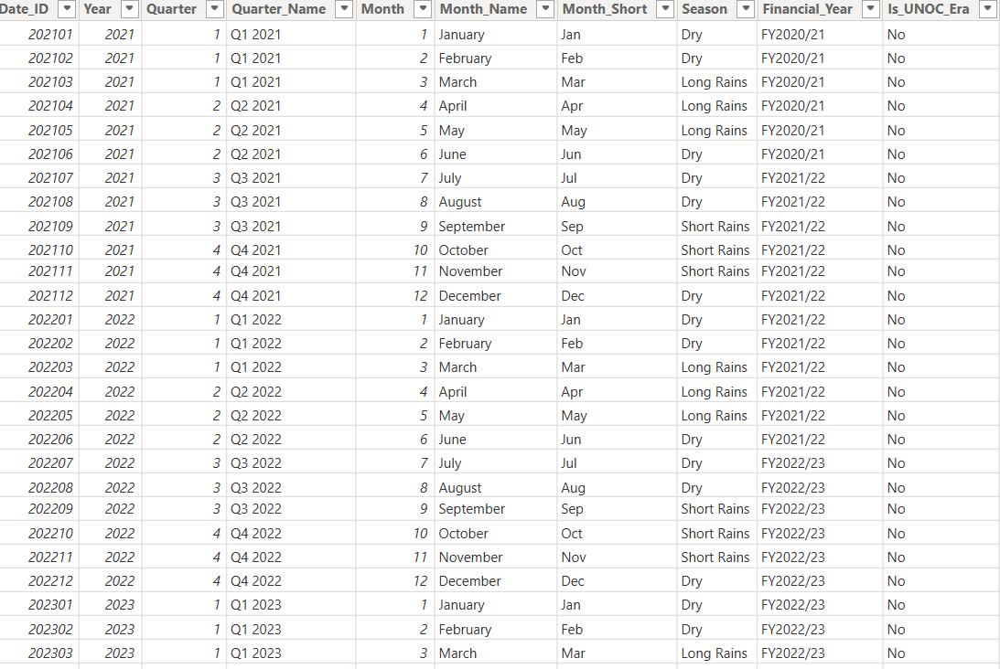 Date_ID Year Quarter Quarter_Name Month Month_Name Month_Short Season Financial_Year Is_UNOC_Era
202101 2021 1 Q1 2021 1 January Jan Dry FY2020/21 No
202102 2021 1 Q1 2021 2 February Feb Dry FY2020/21 No
202103 2021 1 Q1 2021 3 March Mar Long Rains FY2020/21 No
202104 2021 2 Q2 2021 4 April Apr Long Rains FY2020/21 No
202105 2021 2 Q2 2021 5 May May Long Rains FY2020/21 No
202106 2021 2 Q2 2021 6 June Jun Dry FY2020/21 No
202107 2021 3 Q3 2021 7 July Jul Dry FY2021/22 No
202108 2021 3 Q3 2021 8 August Aug Dry FY2021/22 No
202109 2021 3 Q3 2021 9 September Sep Short Rains FY2021/22 No
202110 2021 4 Q4 2021 10 October Oct Short Rains FY2021/22 No
202111 2021 4 Q4 2021 11 November Nov Short Rains FY2021/22 No
202112 2021 4 Q4 2021 12 December Dec Dry FY2021/22 No
202201 2022 1 Q1 2022 1 January Jan Dry FY2021/22 No
202202 2022 1 Q1 2022 2 February Feb Dry FY2021/22 No
202203 2022 1 Q1 2022 3 March Mar Long Rains FY2021/22 No
202204 2022 2 Q2 2022 4 April Apr Long Rains FY2021/22 No
202205 2022 2 Q2 2022 5 May May Long Rains FY2021/22 No
202206 2022 2 Q2 2022 6 June Jun Dry FY2021/22 No
202207 2022 3 Q3 2022 7 July Jul Dry FY2022/23 No
202208 2022 3 Q3 2022 8 August Aug Dry FY2022/23 No
202209 2022 3 Q3 2022 9 September Sep Short Rains FY2022/23 No
202210 2022 4 Q4 2022 10 October Oct Short Rains FY2022/23 No
202211 2022 4 Q4 2022 11 November Nov Short Rains FY2022/23 No
202212 2022 4 Q4 2022 12 December Dec Dry FY2022/23 No
202301 2023 1 Q1 2023 1 January Jan Dry FY2022/23 No
202302 2023 1 Q1 2023 2 February Feb Dry FY2022/23 No
202303 2023 1 Q1 2023 3 March Mar Long Rains FY2022/23 No